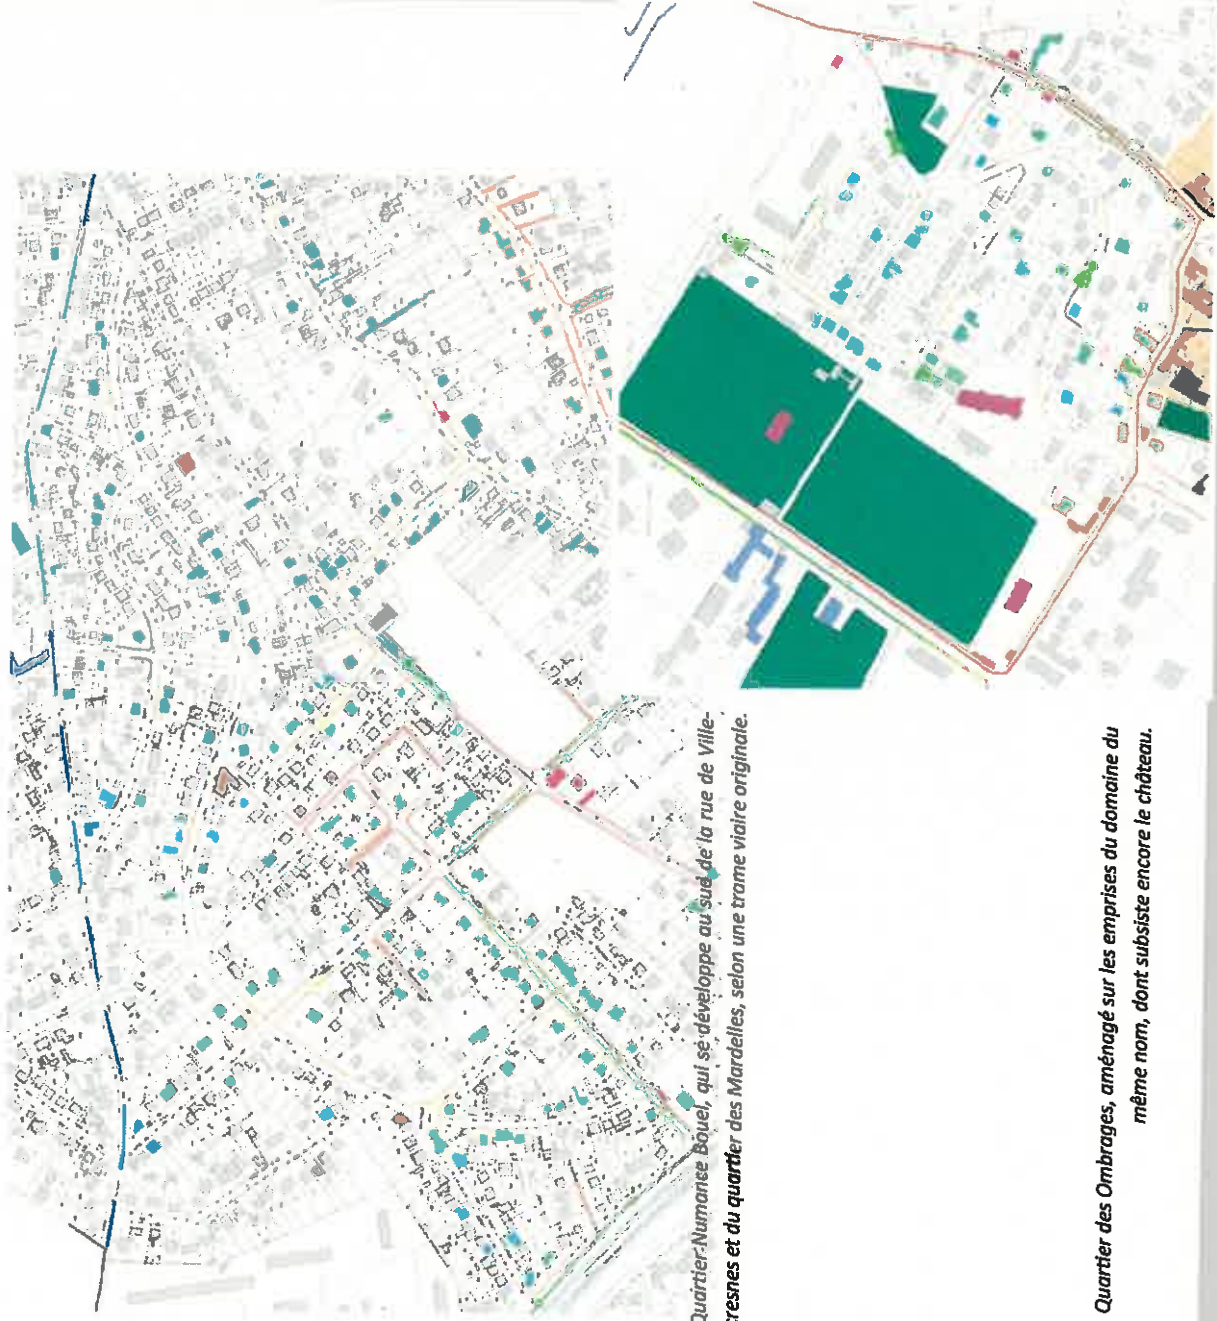 Quartier Numance Bouel, qui se développe au sud de la rue de Ville-
cresnes et du quartier des Mardelles, selon une trame viaire originale.
Quartier des Ombrages, aménagé sur les emprises du domaine du
même nom, dont subsiste encore le château.